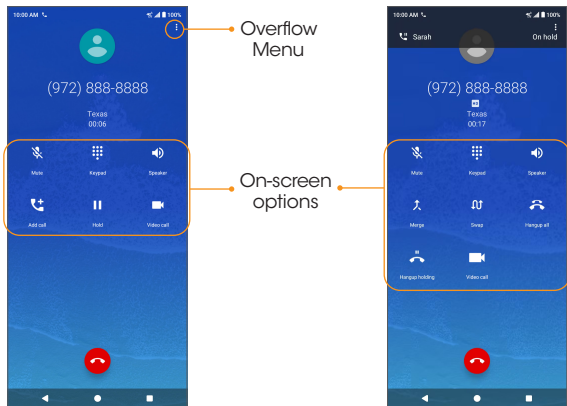 10:00 AM
100%
Overflow
Menu
(972) 888-8888
Texas
00:06
Mute
Keypad
Speaker
Add call
Hold
Video call
On-screen
options
10:00 AM
100%
Sarah
On hold
(972) 888-8888
HD
Texas
00:17
Mute
Keypad
Speaker
Merge
Swap
Hangup all
Hangup holding
Video call